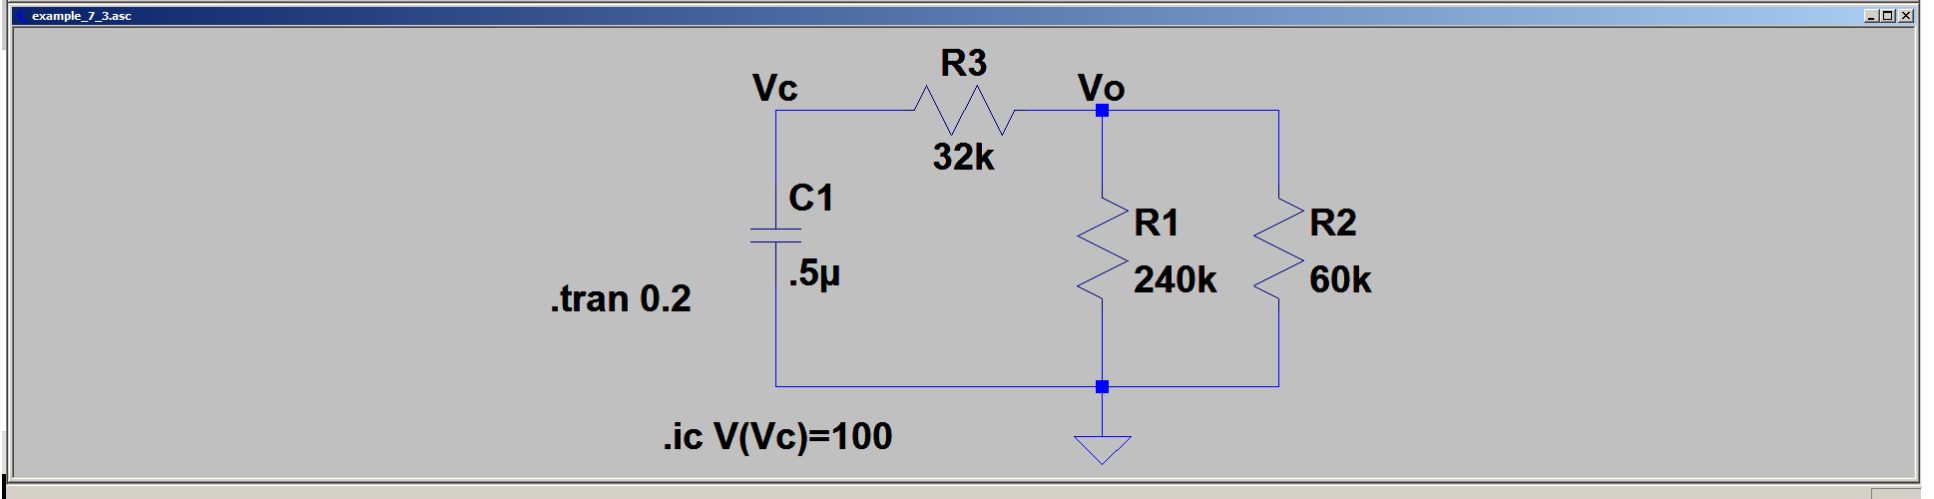 example_7_3.asc
R3
Vc
Vo
32k
C1
R1
R2
.5µ
240k
60k
.tran 0.2
.ic V(Vc)=100